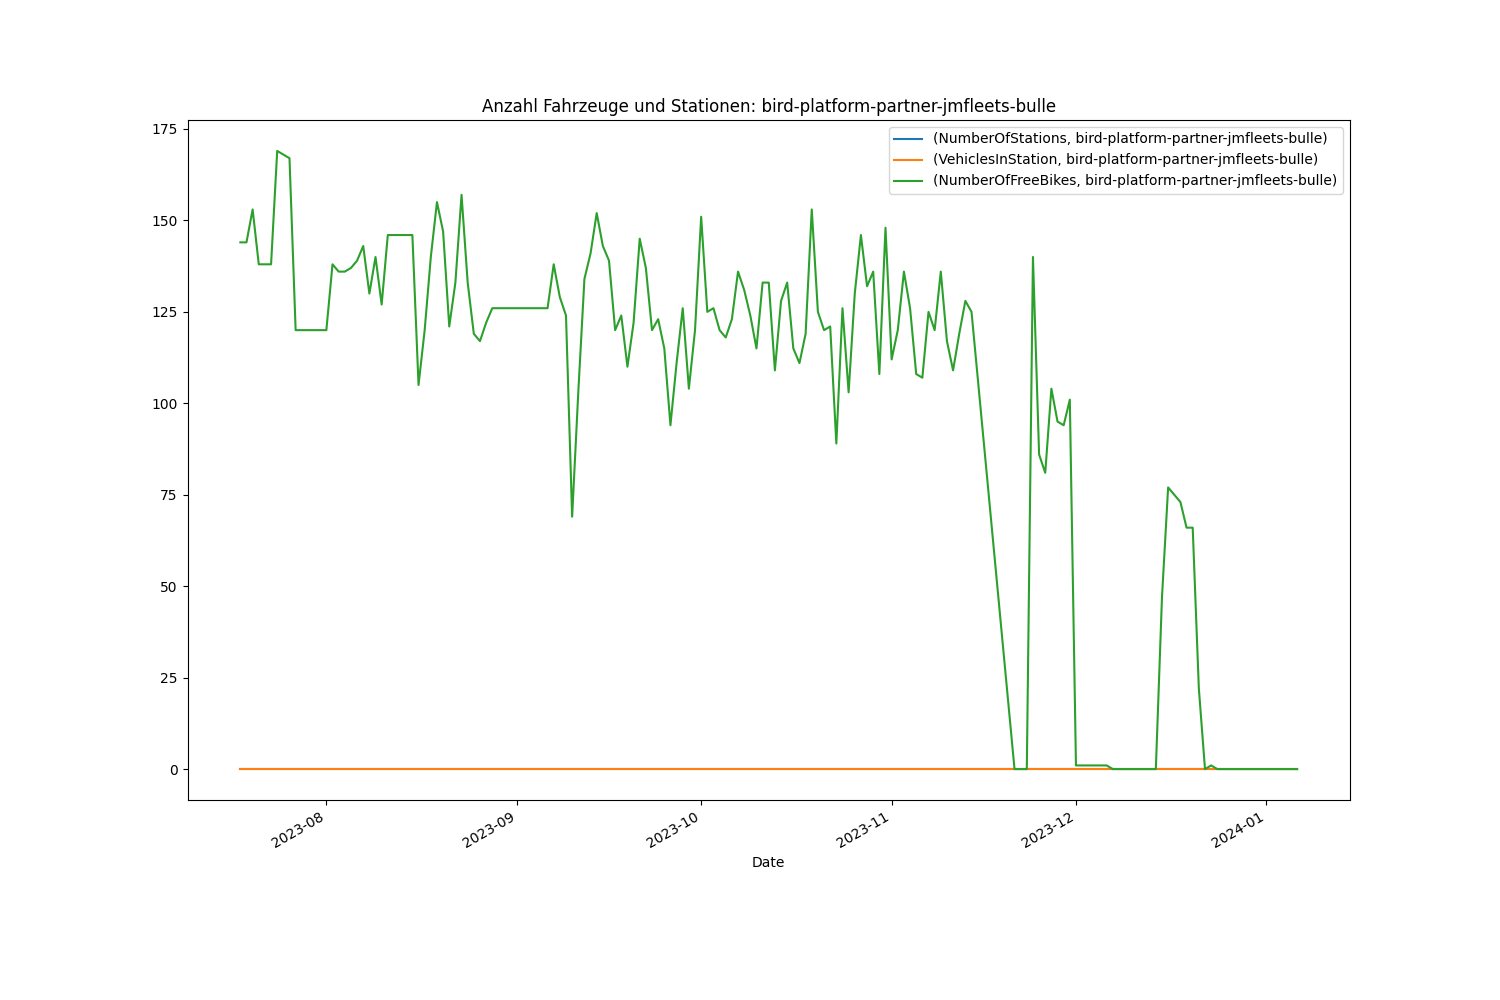 Anzahl Fahrzeuge und Stationen: bird-platform-partner-jmfleets-bulle
(NumberOfStations, bird-platform-partner-jmfleets-bulle)
(VehiclesInStation, bird-platform-partner-jmfleets-bulle)
(NumberOfFreeBikes, bird-platform-partner-jmfleets-bulle)
175
150
125
100
75
50
25
0
2023-08
2023-09
2023-10
2023-11
2023-12
2024-01
Date